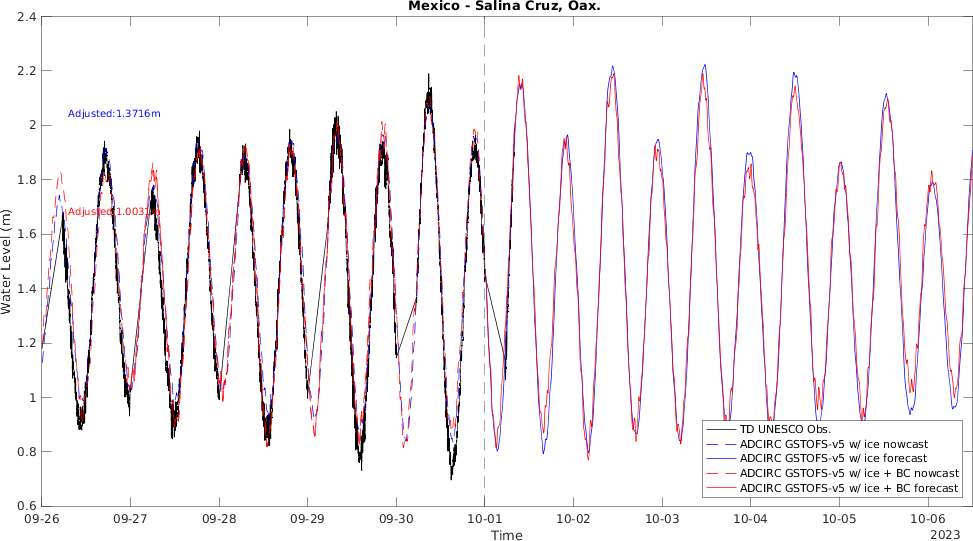 Mexico - Salina Cruz, Oax.
2.4
2.2
2
1.8
1.6
1.4
1.2
1
0.8
0.6
Water Level (m)
Adjusted:1.3716m
TD UNESCO Obs.
ADCIRC GSTOFS-v5 w/ ice nowcast
ADCIRC GSTOFS-v5 w/ ice forecast
ADCIRC GSTOFS-v5 w/ ice + BC nowcast
ADCIRC GSTOFS-v5 w/ ice + BC forecast
09-26 09-27 09-28 09-29 09-30 10-01 10-02 10-03 10-04 10-05 10-06
2023
Time